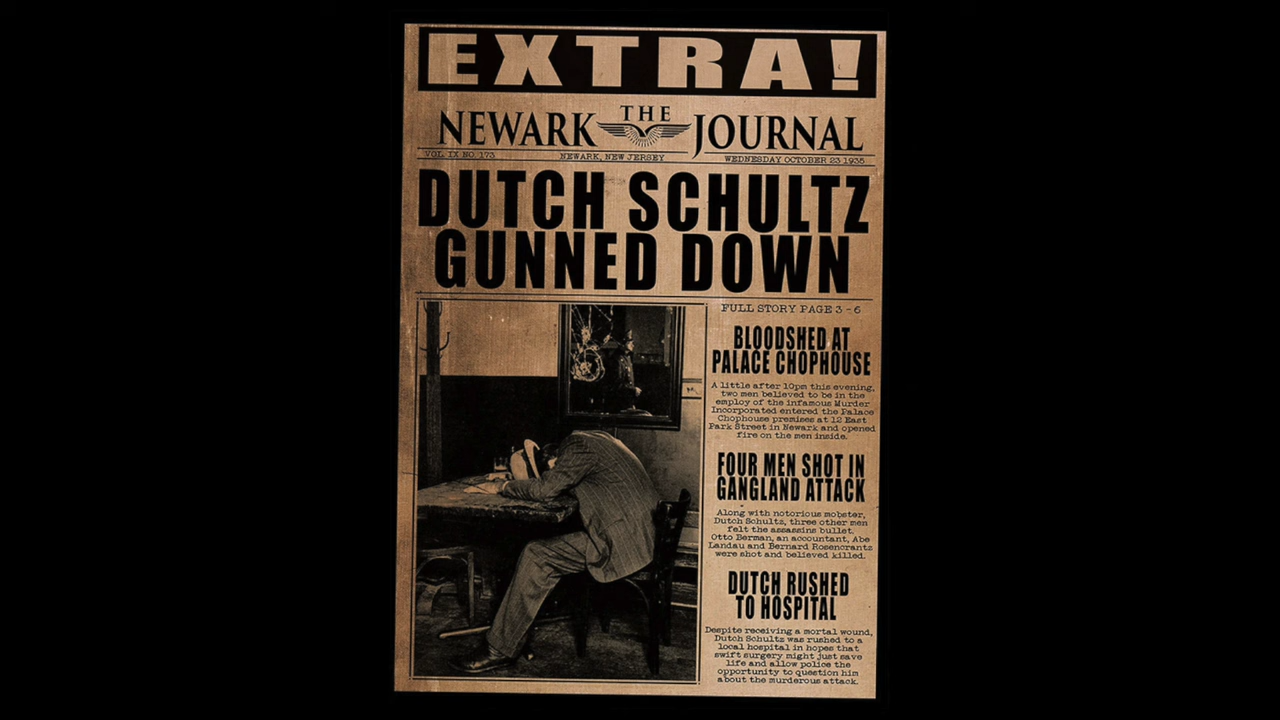 EXTRA!
THE
NEWARK JOURNAL
VOL. IX NO. 173 NEWARK, NEW JERSEY WEDNESDAY OCTOBER 23 1935
DUTCH SCHULTZ
GUNNED DOWN
FULL STORY PAGE 3 - 6
BLOODSHED AT
PALACE CHOPHOUSE
A little after 10pm this evening,
two men believed to be in the
employ of the infamous Murder
Incorporated entered the Palace
Chophouse premises at 12 East
Park Street in Newark and opened
fire on the men inside.
FOUR MEN SHOT IN
GANGLAND ATTACK
Along with notorious mobster,
Dutch Schultz, three other men
felt the assassins bullet.
Otto Berman, an accountant, Abe
Landau and Bernard Rosencrantz
were shot and believed killed.
DUTCH RUSHED
TO HOSPITAL
Despite receiving a mortal wound,
Dutch Schultz was rushed to a
local hospital in hopes that
swift surgery might just save
life and allow police the
opportunity to question him
about the murderous attack.